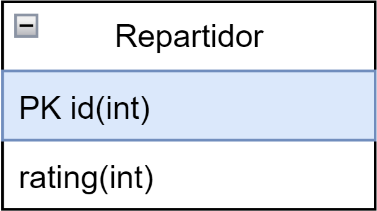 Repartidor
PK id(int)
rating(int)